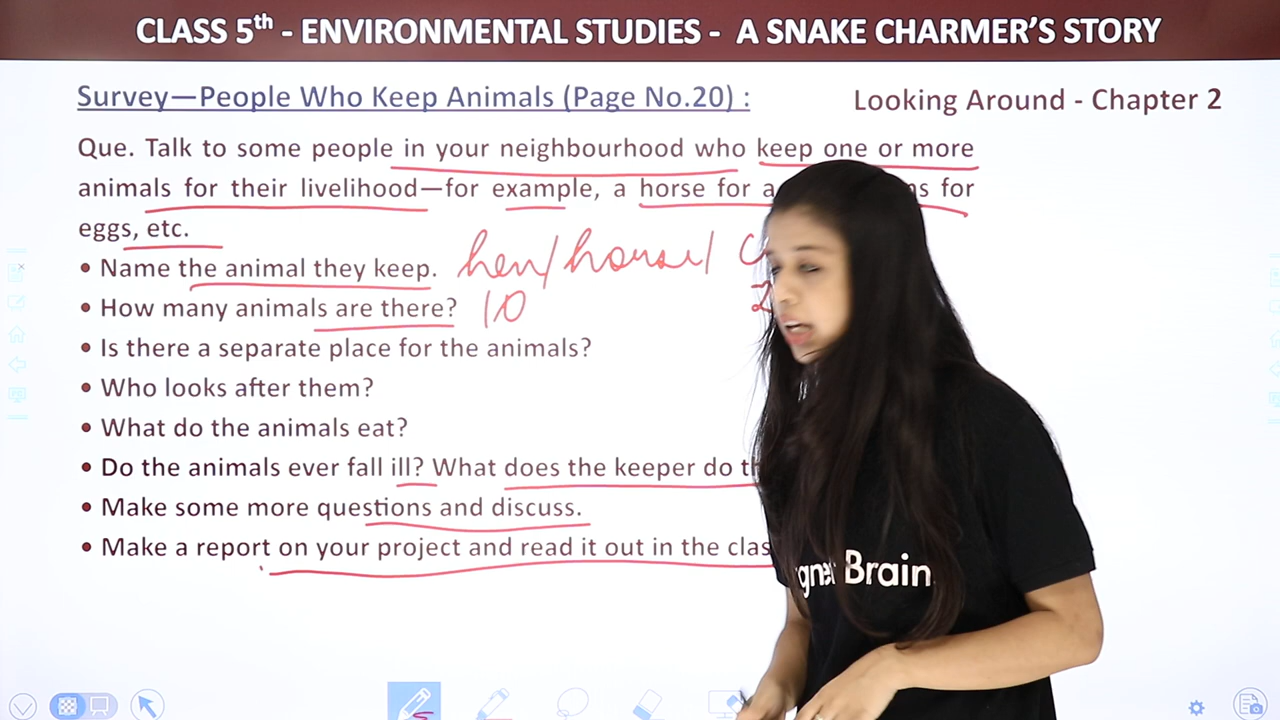 CLASS 5th - ENVIRONMENTAL STUDIES - A SNAKE CHARMER'S STORY
Survey—People Who Keep Animals (Page No.20) :
Looking Around - Chapter 2
Que. Talk to some people in your neighbourhood who keep one or more
animals for their livelihood—for example, a horse for a for
eggs, etc.
• Name the animal they keep. hen/ horse/
• How many animals are there? 10
• Is there a separate place for the animals?
• Who looks after them?
• What do the animals eat?
• Do the animals ever fall ill? What does the keeper do
• Make some more questions and discuss.
• Make a report on your project and read it out in the
Brain